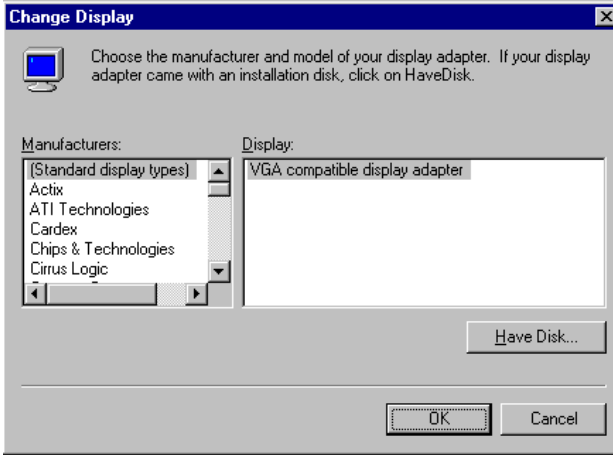 Change Display
Choose the manufacturer and model of your display adapter. If your display
adapter came with an installation disk, click on HaveDisk.
Manufacturers:
Display:
(Standard display types)
VGA compatible display adapter
Actix
ATI Technologies
Cardex
Chips & Technologies
Cirrus Logic
Have Disk...
OK
Cancel